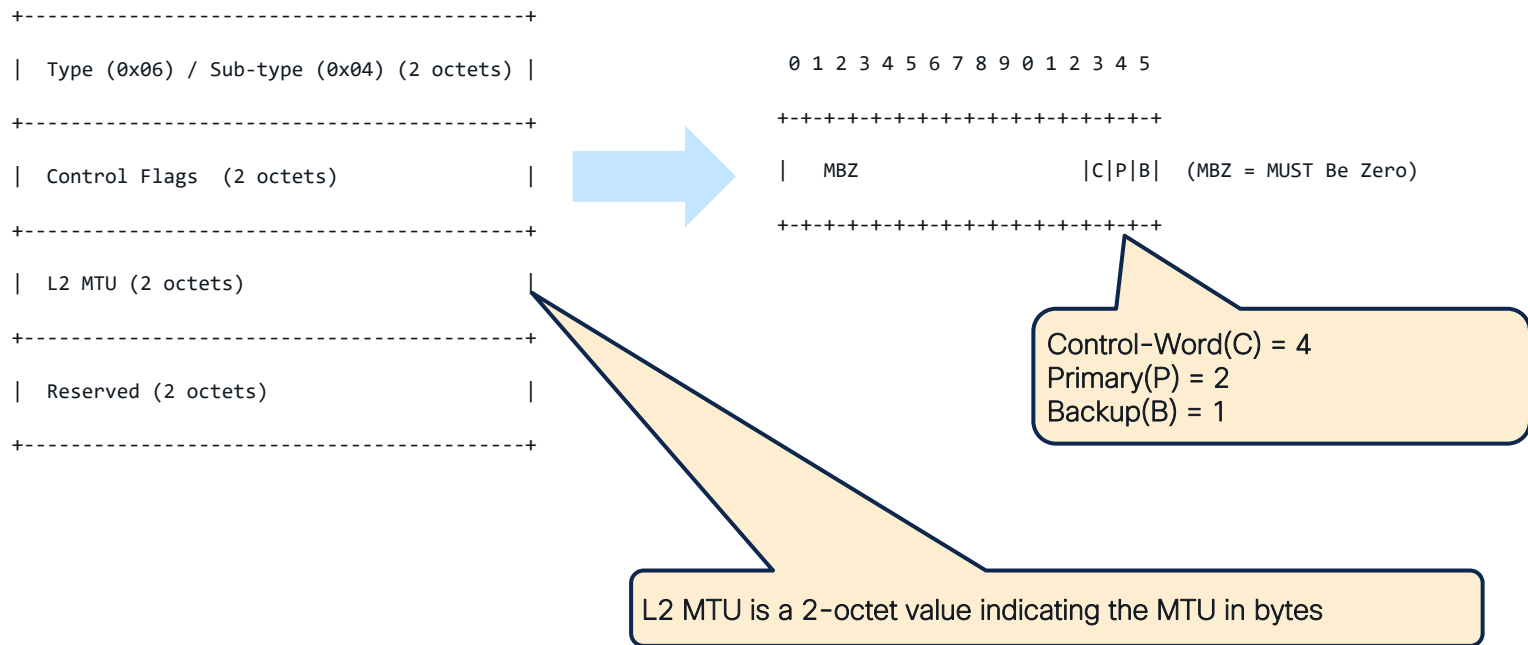 +-------------------------------------------+
|  Type (0x06) / Sub-type (0x04) (2 octets) |
+-------------------------------------------+
|  Control Flags  (2 octets)                |
+-------------------------------------------+
|  L2 MTU (2 octets)                        |
+-------------------------------------------+
|  Reserved (2 octets)                      |
+-------------------------------------------+
 0 1 2 3 4 5 6 7 8 9 0 1 2 3 4 5
+-+-+-+-+-+-+-+-+-+-+-+-+-+-+-+-+
|   MBZ                   |C|P|B|  (MBZ = MUST Be Zero)
+-+-+-+-+-+-+-+-+-+-+-+-+-+-+-+-+
Control-Word(C) = 4
Primary(P) = 2
Backup(B) = 1
L2 MTU is a 2-octet value indicating the MTU in bytes